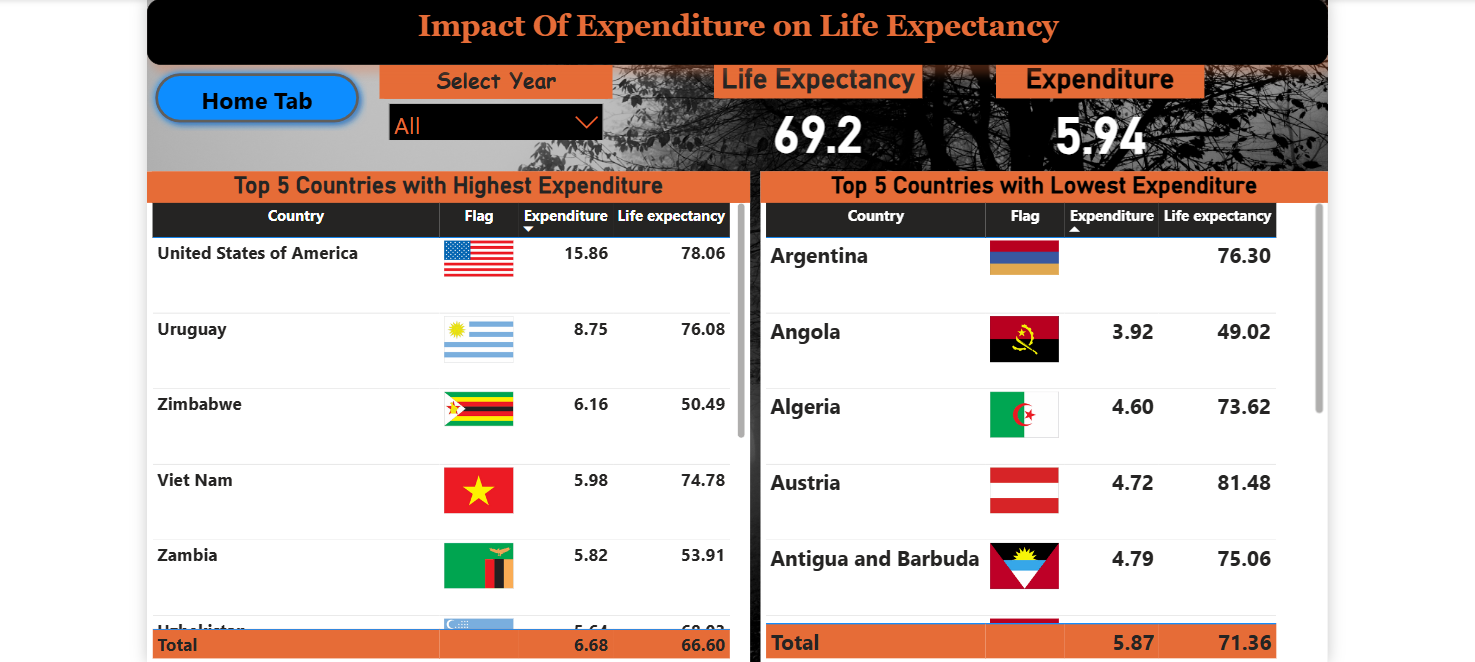 Impact Of Expenditure on Life Expectancy
Home Tab
Select Year
All
Life Expectancy
69.2
Expenditure
5.94
Top 5 Countries with Highest Expenditure
Country Flag Expenditure Life expectancy
United States of America 15.86 78.06
Uruguay 8.75 76.08
Zimbabwe 6.16 50.49
Viet Nam 5.98 74.78
Zambia 5.82 53.91
Uzbekistan 5.64
Total 6.68 66.60
Top 5 Countries with Lowest Expenditure
Country Flag Expenditure Life expectancy
Argentina 76.30
Angola 3.92 49.02
Algeria 4.60 73.62
Austria 4.72 81.48
Antigua and Barbuda 4.79 75.06
Total 5.87 71.36